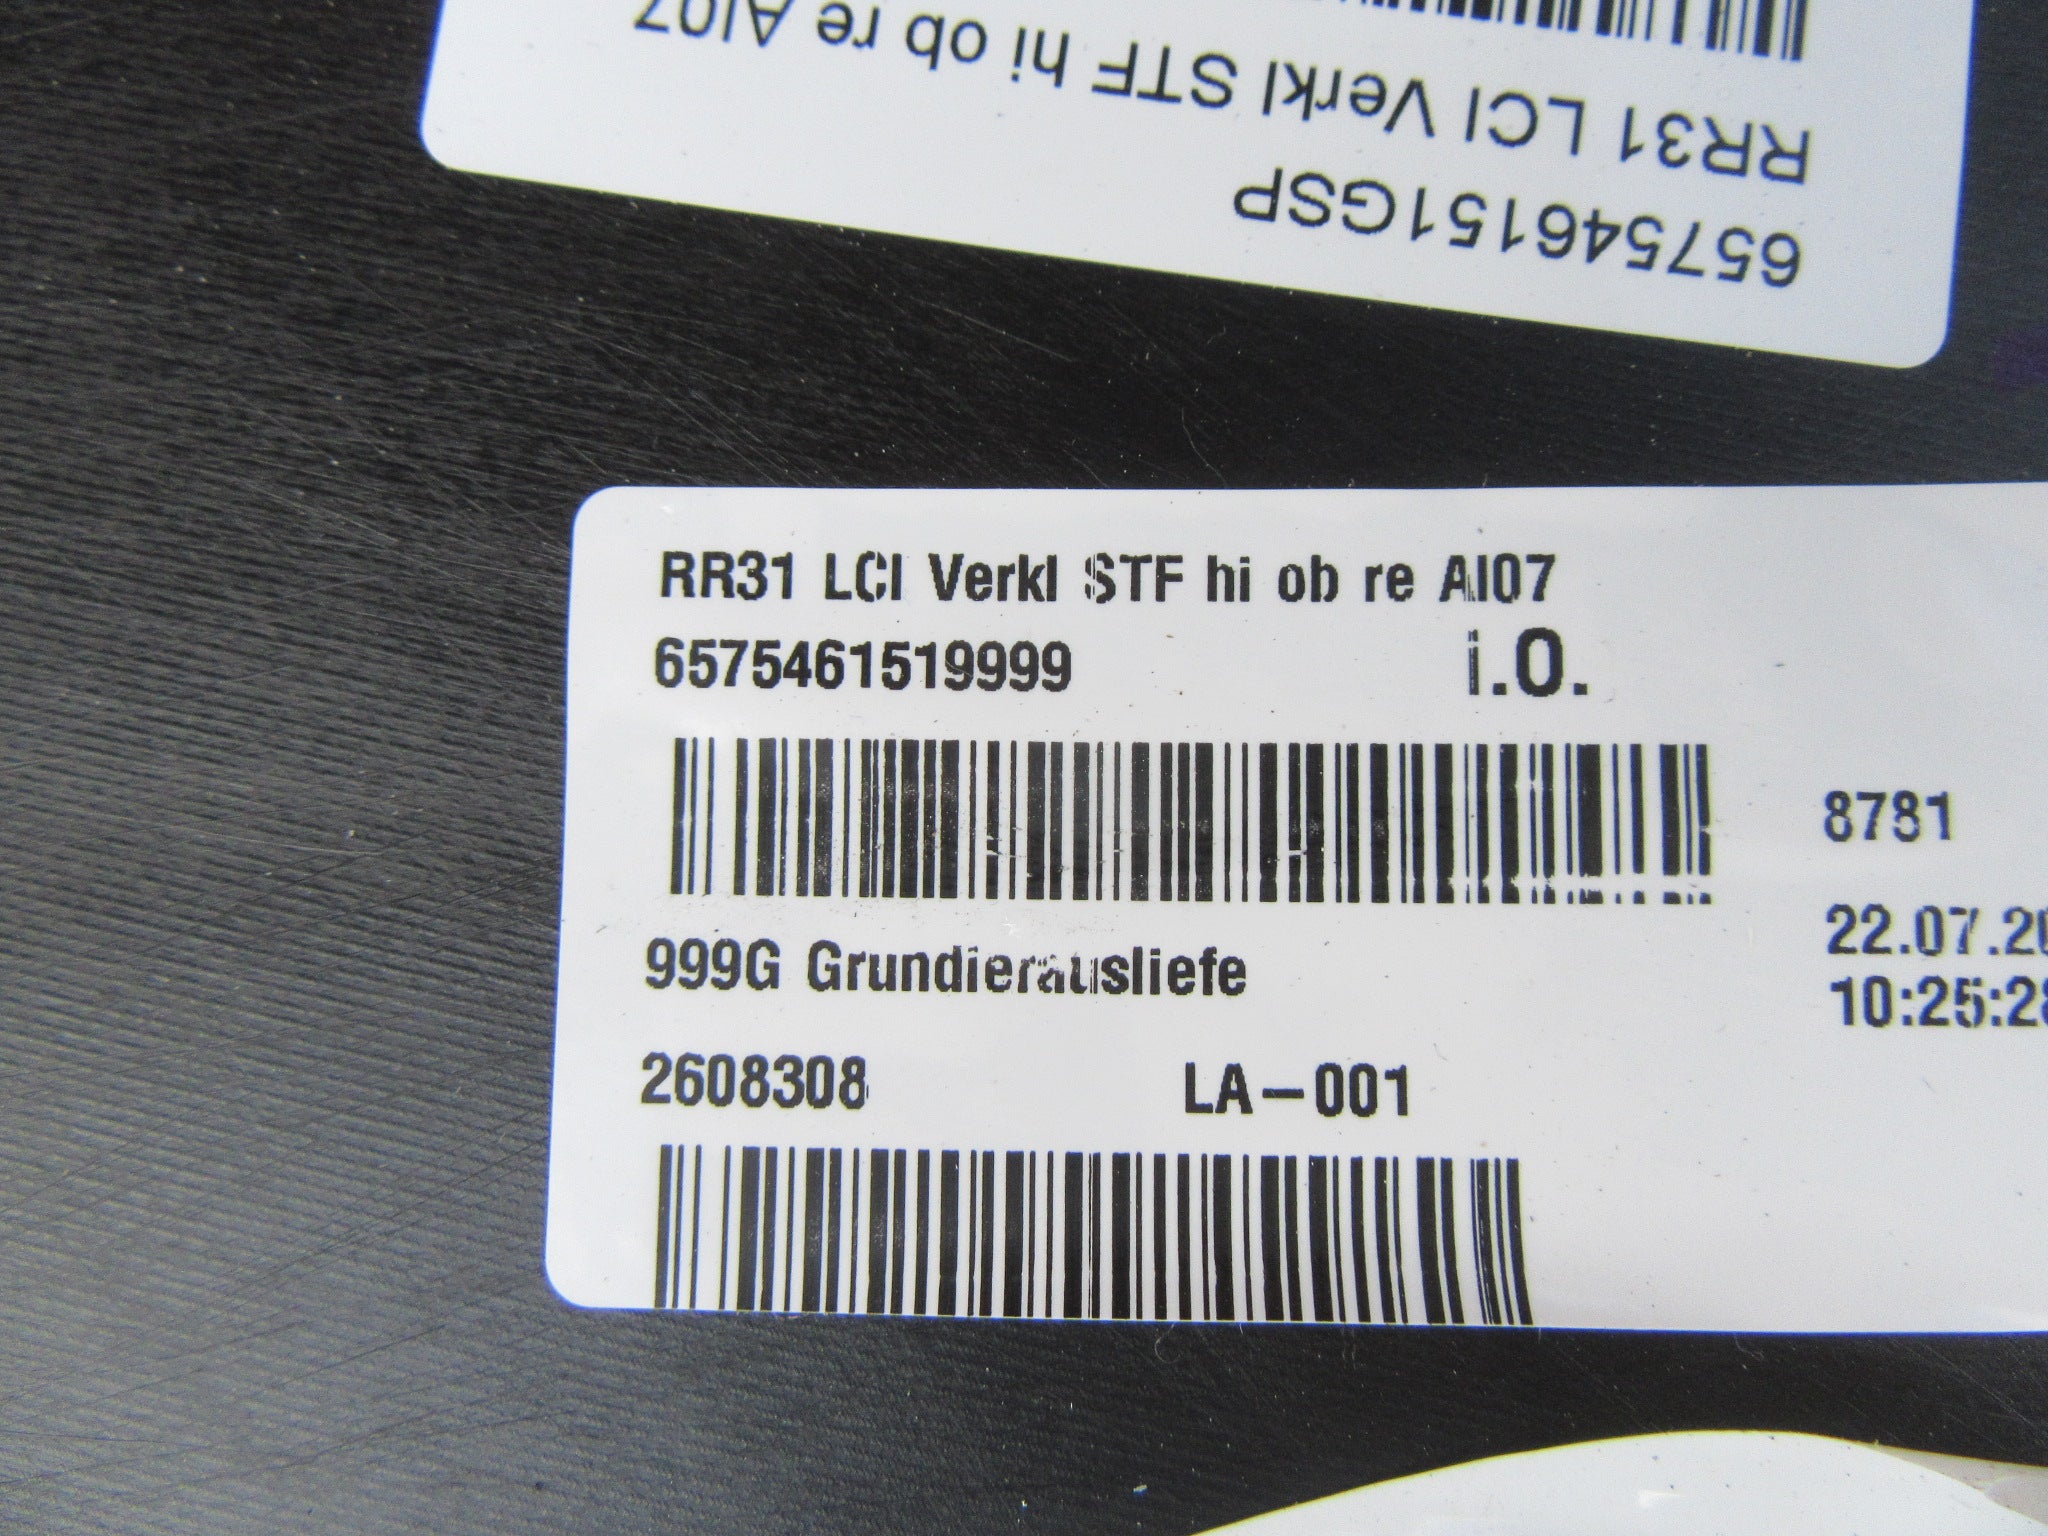 RR31 LCI Verkl STF hi ob re AI07
657546151GSP
RR31 LCI Verkl STF hi ob re AI07
6575461519999
i.O.
8781
999G Grundierausliefe
22.07.20
10:25:28
2608308
LA-001